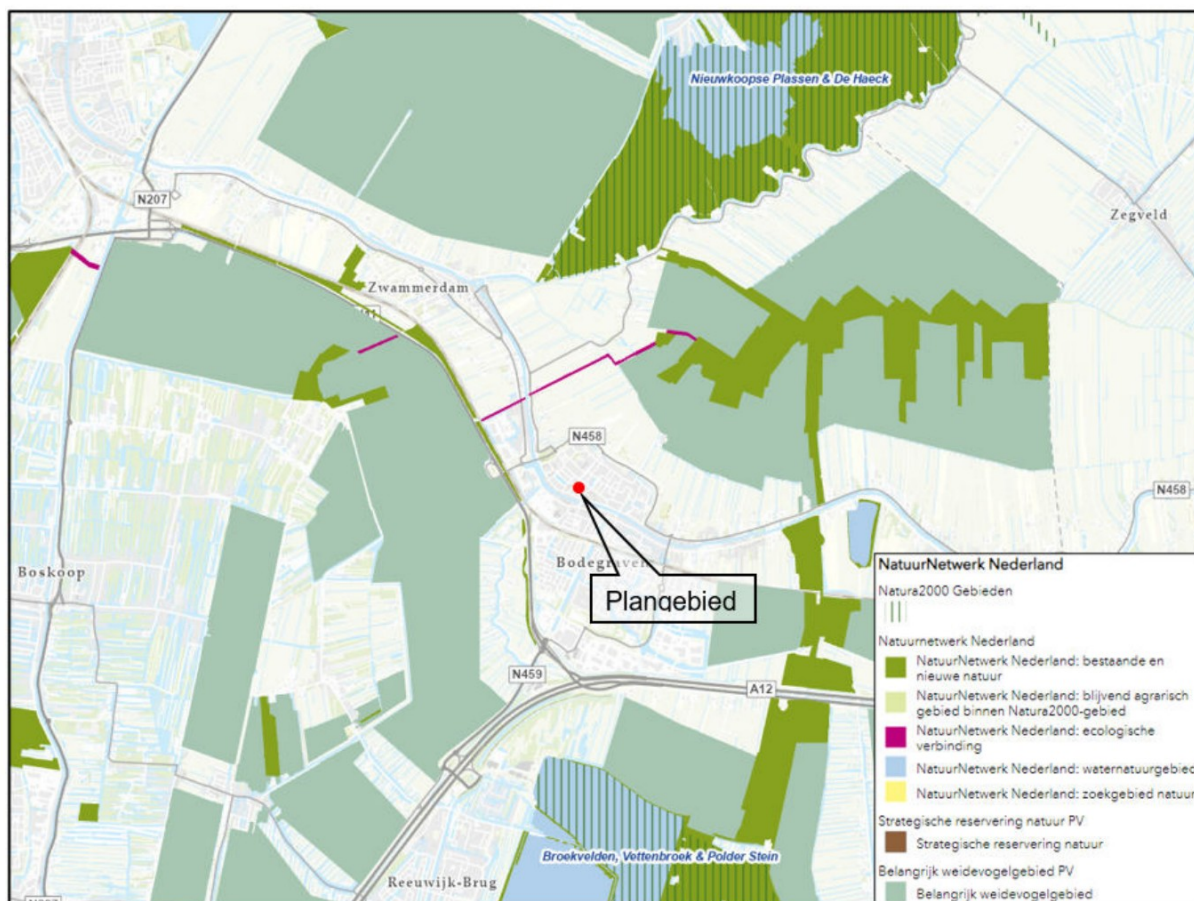 Nieuwkoopse Plassen & De Haeck
N207
Zegveld
Zwammerdam
N458
N458
Boskoop
Bodegraven
Plangebied
N459
A12
Broekvelden, Vettenbroek & Polder Stein
Reeuwijk-Brug
NatuurNetwerk Nederland
Natura2000 Gebieden
Natuurnetwerk Nederland
NatuurNetwerk Nederland: bestaande en
nieuwe natuur
NatuurNetwerk Nederland: blijvend agrarisch
gebied binnen Natura2000-gebied
NatuurNetwerk Nederland: ecologische
verbinding
NatuurNetwerk Nederland: waternatuurgebied
NatuurNetwerk Nederland: zoekgebied natuur
Strategische reservering natuur PV
Strategische reservering natuur
Belangrijk weidevogelgebied PV
Belangrijk weidevogelgebied